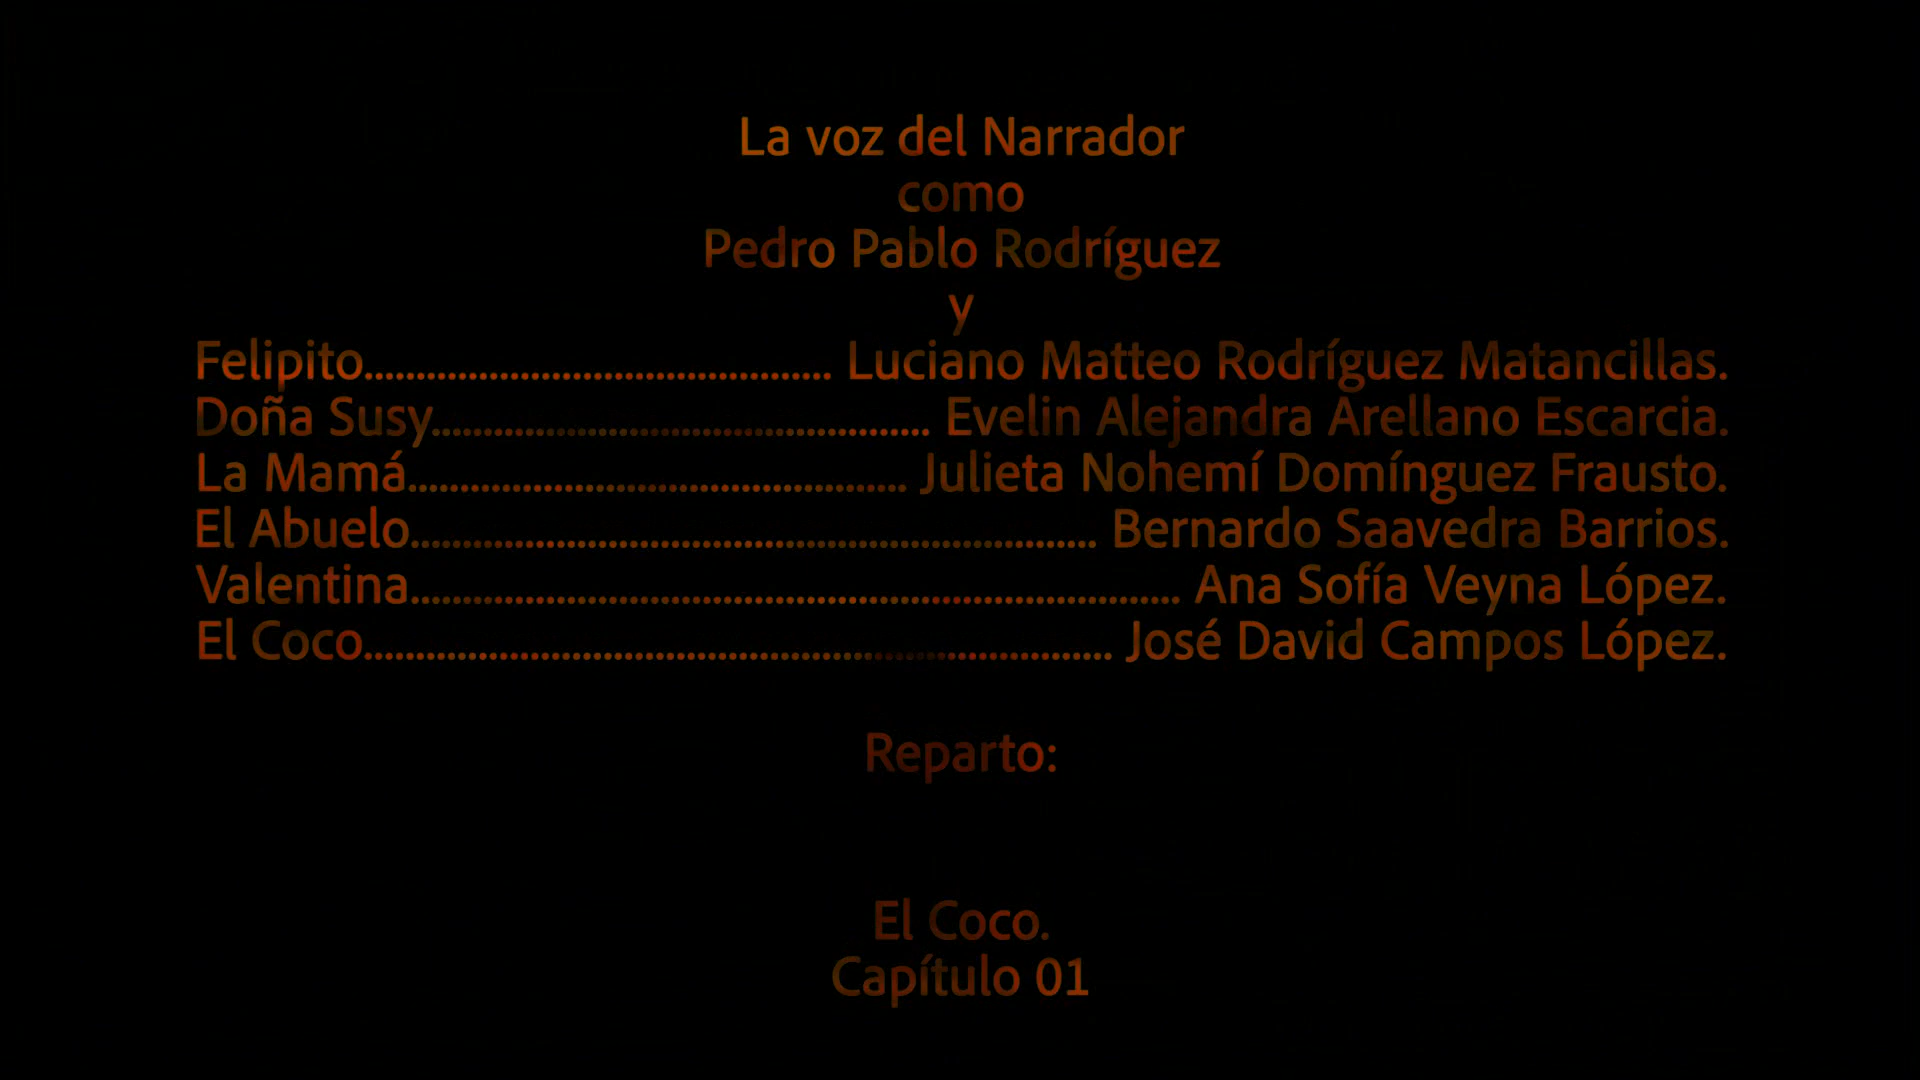 La voz del Narrador
como
Pedro Pablo Rodríguez
y
Felipito............................................. Luciano Matteo Rodríguez Matancillas.
Doña Susy................................................ Evelin Alejandra Arellano Escarcia.
La Mamá................................................ Julieta Nohemí Domínguez Frausto.
El Abuelo.................................................................. Bernardo Saavedra Barrios.
Valentina.......................................................................... Ana Sofía Veyna López.
El Coco........................................................................ José David Campos López.
Reparto:
El Coco.
Capítulo 01